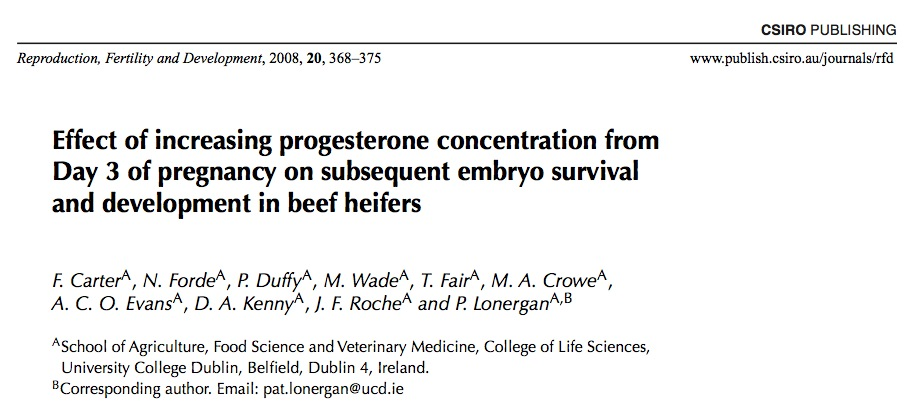 CSIRO PUBLISHING
Reproduction, Fertility and Development, 2008, 20, 368–375
www.publish.csiro.au/journals/rfd
Effect of increasing progesterone concentration from
Day 3 of pregnancy on subsequent embryo survival
and development in beef heifers
F. CarterA, N. FordeA, P. DuffyA, M. WadeA, T. FairA, M. A. CroweA,
A. C. O. EvansA, D. A. KennyA, J. F. RocheA and P. LonerganA,B
ASchool of Agriculture, Food Science and Veterinary Medicine, College of Life Sciences,
University College Dublin, Belfield, Dublin 4, Ireland.
BCorresponding author. Email: pat.lonergan@ucd.ie